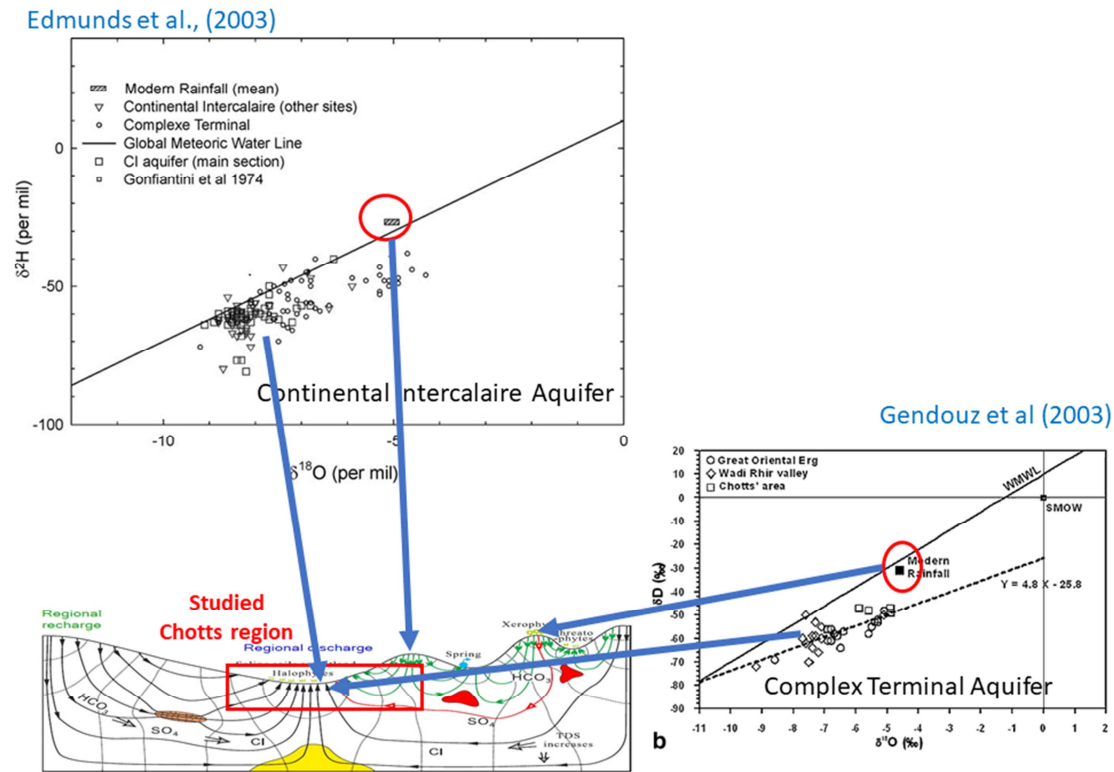 Edmunds et al., (2003)
Modern Rainfall (mean)
Continental Intercalaire (other sites)
Complexe Terminal
Global Meteoric Water Line
CI aquifer (main section)
Gonfiantini et al 1974
0
-50
-100
δ²H (per mil)
Continental Intercalaire Aquifer
-10
-5
0
δ¹⁸O (per mil)
Gendouz et al (2003)
Great Oriental Erg
Wadi Rhir valley
Chotts' area
WMWL
SMOW
Modern
Rainfall
Y = 4.8 X - 25.8
20
10
0
-10
-20
-30
-40
-50
-60
-70
-80
-90
δD (‰)
Complex Terminal Aquifer
-11 -10 -9 -8 -7 -6 -5 -4 -3 -2 -1 0 1 2
b
δ¹⁸O (‰)
Regional
recharge
Studied
Chotts region
Regional discharge
Halophytes
Spring
HCO₃
SO₄
Cl
HCO₃
SO₄
Cl
TDS
increases